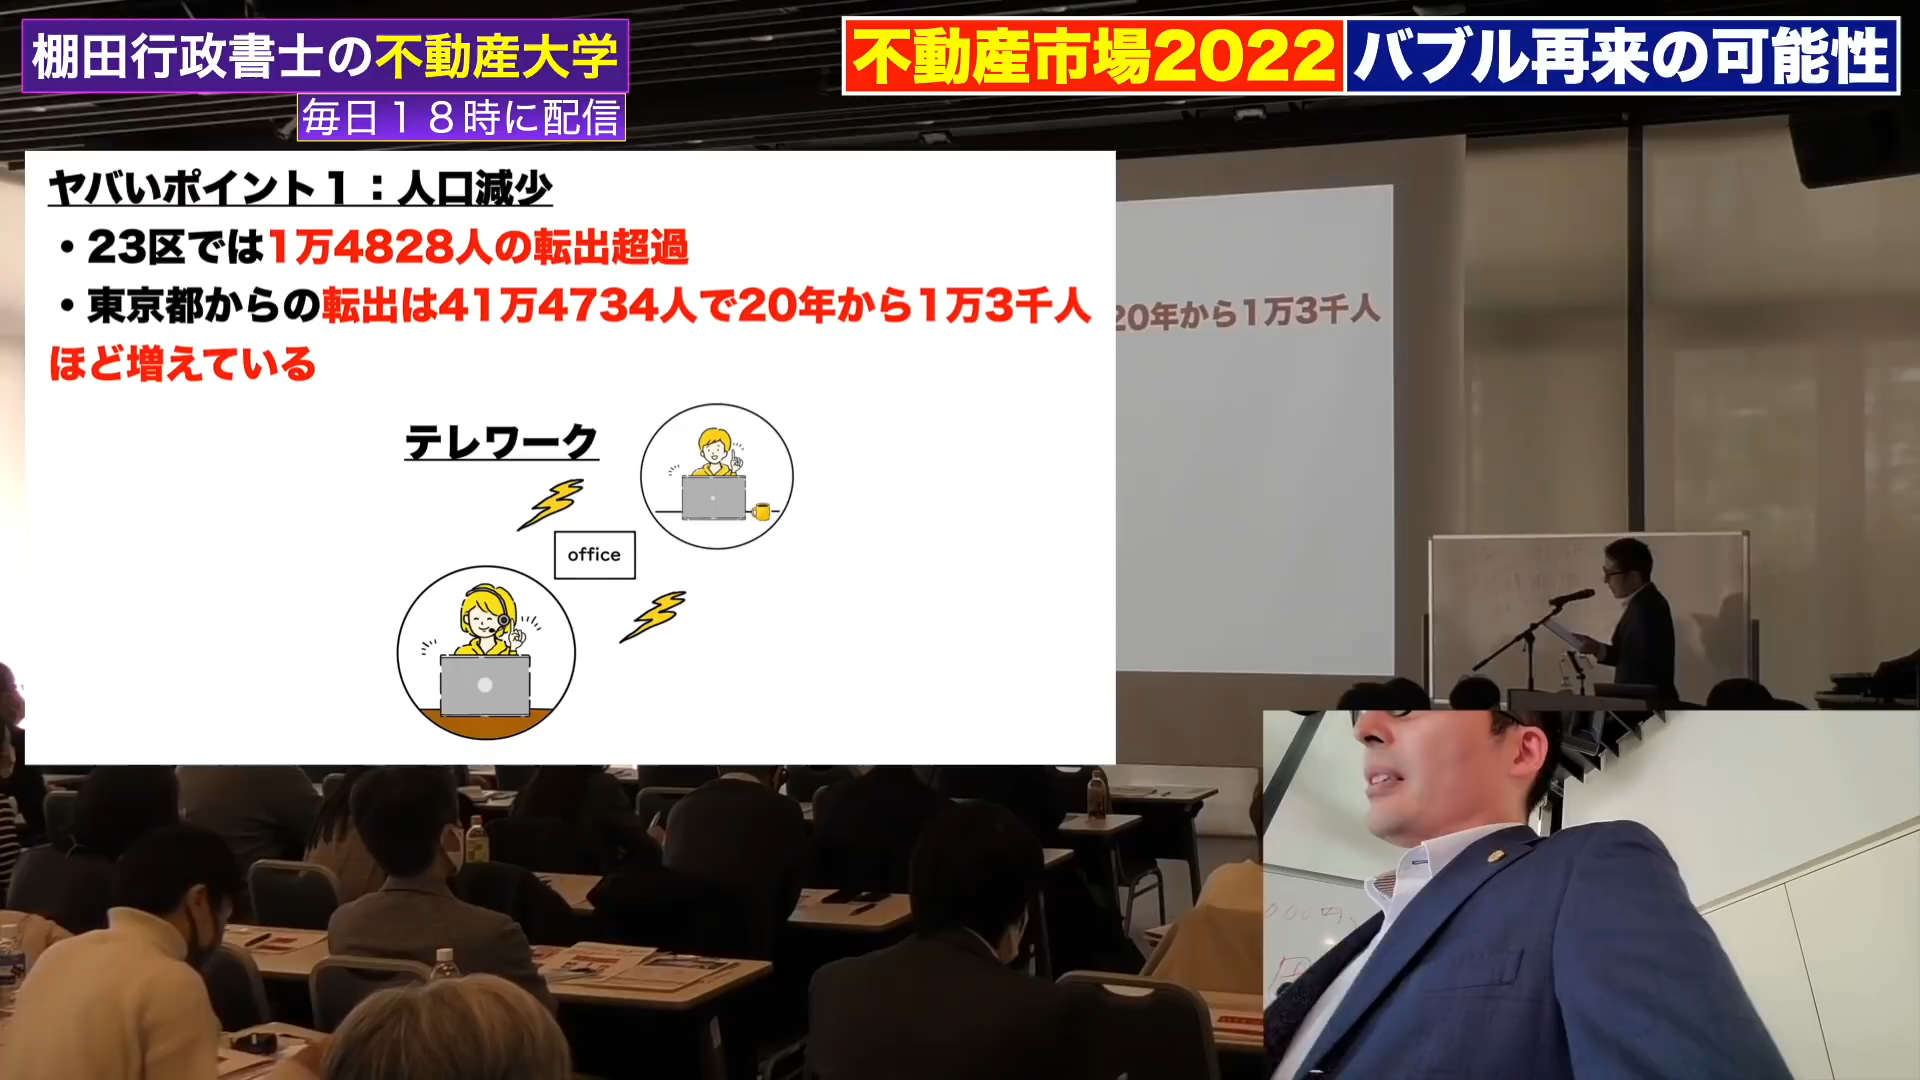 棚田行政書士の不動産大学
毎日１８時に配信
不動産市場2022 バブル再来の可能性
ヤバいポイント１：人口減少
・23区では1万4828人の転出超過
・東京都からの転出は41万4734人で20年から1万3千人
ほど増えている
20年から1万3千人
テレワーク
office